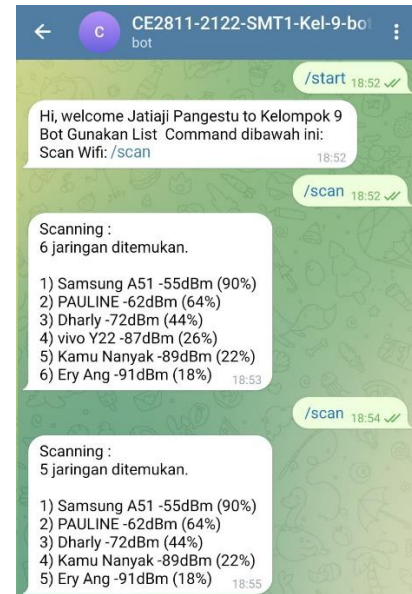 C
CE2811-2122-SMT1-Kel-9-bot
bot
/start 18:52
Hi, welcome Jatiaji Pangestu to Kelompok 9
Bot Gunakan List Command dibawah ini:
Scan Wifi: /scan
18:52
/scan 18:52
Scanning :
6 jaringan ditemukan.
1) Samsung A51 -55dBm (90%)
2) PAULINE -62dBm (64%)
3) Dharly -72dBm (44%)
4) vivo Y22 -87dBm (26%)
5) Kamu Nanyak -89dBm (22%)
6) Ery Ang -91dBm (18%) 18:53
/scan 18:54
Scanning :
5 jaringan ditemukan.
1) Samsung A51 -55dBm (90%)
2) PAULINE -62dBm (64%)
3) Dharly -72dBm (44%)
4) Kamu Nanyak -89dBm (22%)
5) Ery Ang -91dBm (18%) 18:55